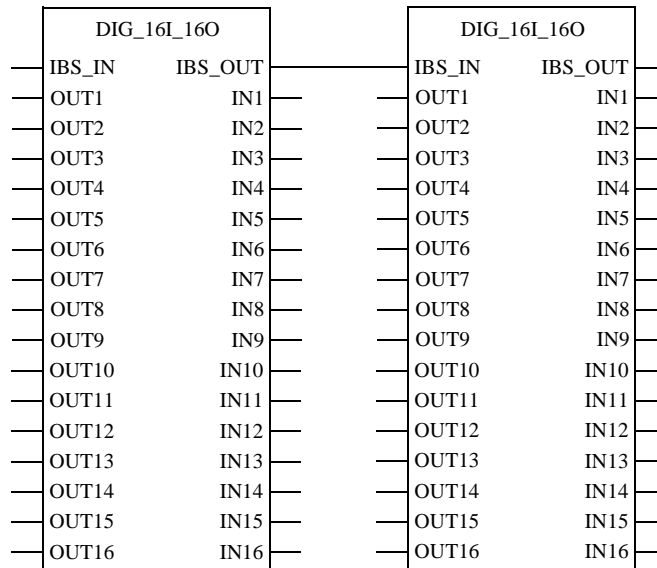 DIG_16I_16O DIG_16I_16O
IBS_IN IBS_OUT IBS_IN IBS_OUT
OUT1 IN1 OUT1 IN1
OUT2 IN2 OUT2 IN2
OUT3 IN3 OUT3 IN3
OUT4 IN4 OUT4 IN4
OUT5 IN5 OUT5 IN5
OUT6 IN6 OUT6 IN6
OUT7 IN7 OUT7 IN7
OUT8 IN8 OUT8 IN8
OUT9 IN9 OUT9 IN9
OUT10 IN10 OUT10 IN10
OUT11 IN11 OUT11 IN11
OUT12 IN12 OUT12 IN12
OUT13 IN13 OUT13 IN13
OUT14 IN14 OUT14 IN14
OUT15 IN15 OUT15 IN15
OUT16 IN16 OUT16 IN16